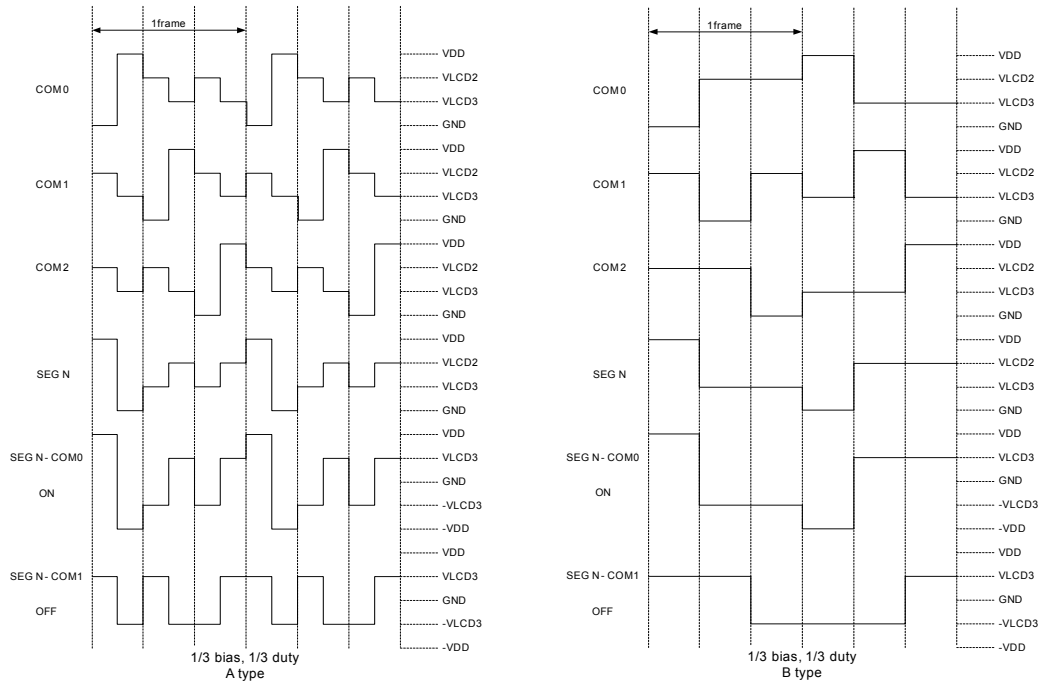 1frame
COM0
VDD
VLCD2
VLCD3
GND
COM1
VDD
VLCD2
VLCD3
GND
COM2
VDD
VLCD2
VLCD3
GND
SEG N
VDD
VLCD2
VLCD3
GND
SEG N - COM0
ON
VDD
VLCD3
GND
-VLCD3
-VDD
SEG N - COM1
OFF
VDD
VLCD3
GND
-VLCD3
-VDD
1/3 bias, 1/3 duty
A type
1frame
COM0
VDD
VLCD2
VLCD3
GND
COM1
VDD
VLCD2
VLCD3
GND
COM2
VDD
VLCD2
VLCD3
GND
SEG N
VDD
VLCD2
VLCD3
GND
SEG N - COM0
ON
VDD
VLCD3
GND
-VLCD3
-VDD
SEG N - COM1
OFF
VDD
VLCD3
GND
-VLCD3
-VDD
1/3 bias, 1/3 duty
B type